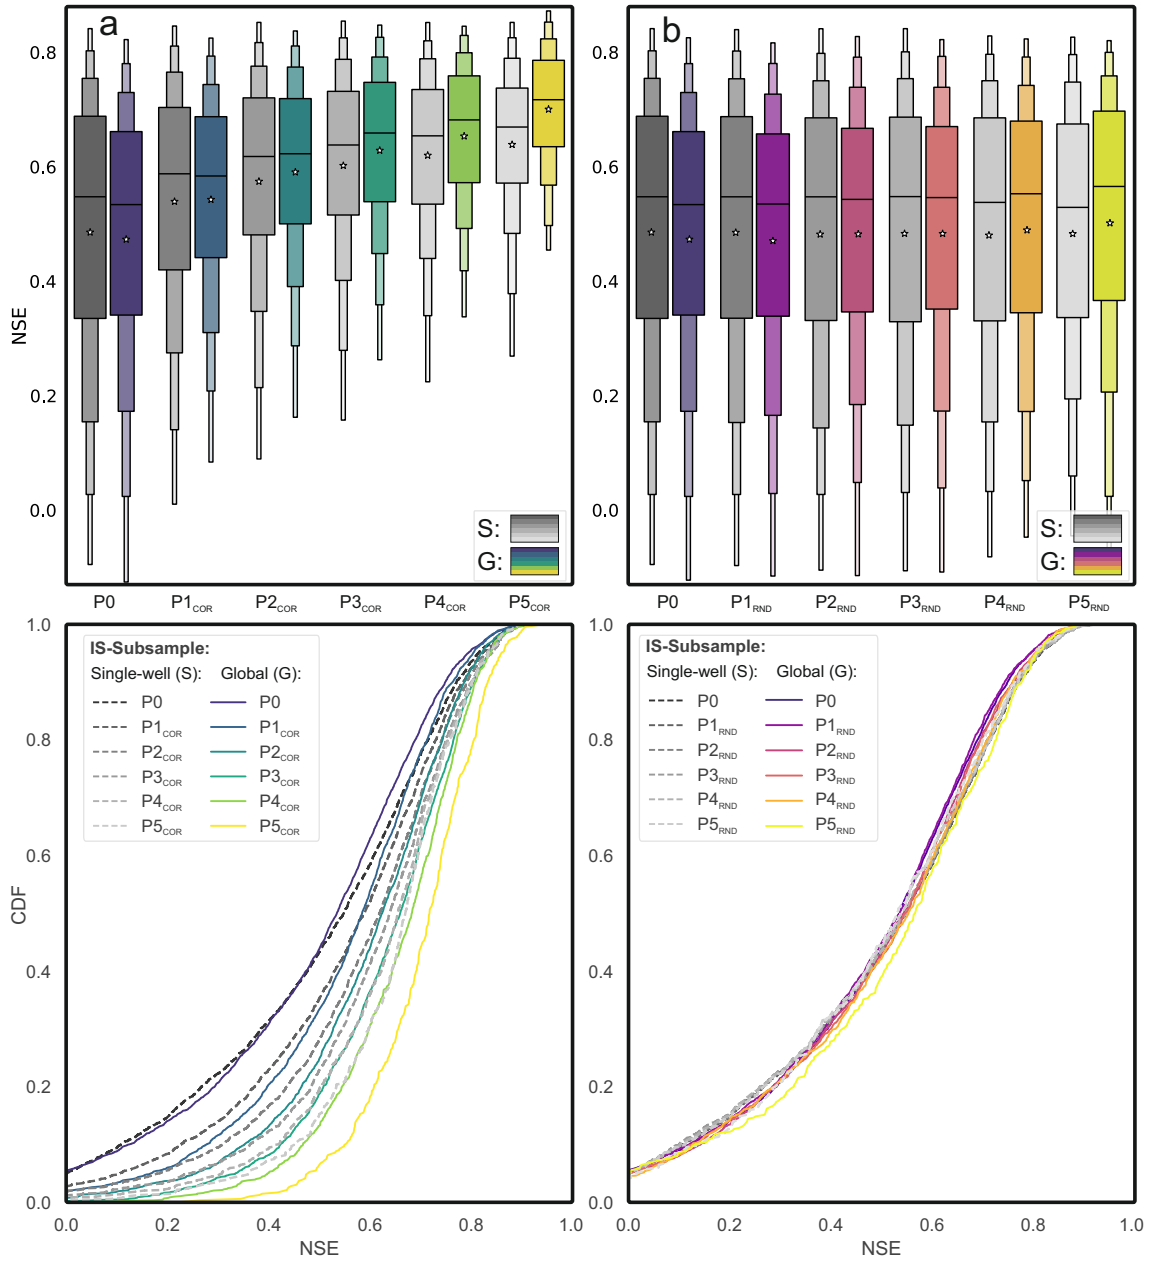 a
b
0.8
0.6
0.4
0.2
0.0
NSE
0.8
0.6
0.4
0.2
0.0
S:
G:
S:
G:
P0 P1COR P2COR P3COR P4COR P5COR
P0 P1RND P2RND P3RND P4RND P5RND
1.0
0.8
0.6
0.4
0.2
0.0
CDF
IS-Subsample:
Single-well (S): Global (G):
P0 P0
P1COR P1COR
P2COR P2COR
P3COR P3COR
P4COR P4COR
P5COR P5COR
0.0 0.2 0.4 0.6 0.8 1.0
NSE
1.0
0.8
0.6
0.4
0.2
0.0
IS-Subsample:
Single-well (S): Global (G):
P0 P0
P1RND P1RND
P2RND P2RND
P3RND P3RND
P4RND P4RND
P5RND P5RND
0.0 0.2 0.4 0.6 0.8 1.0
NSE